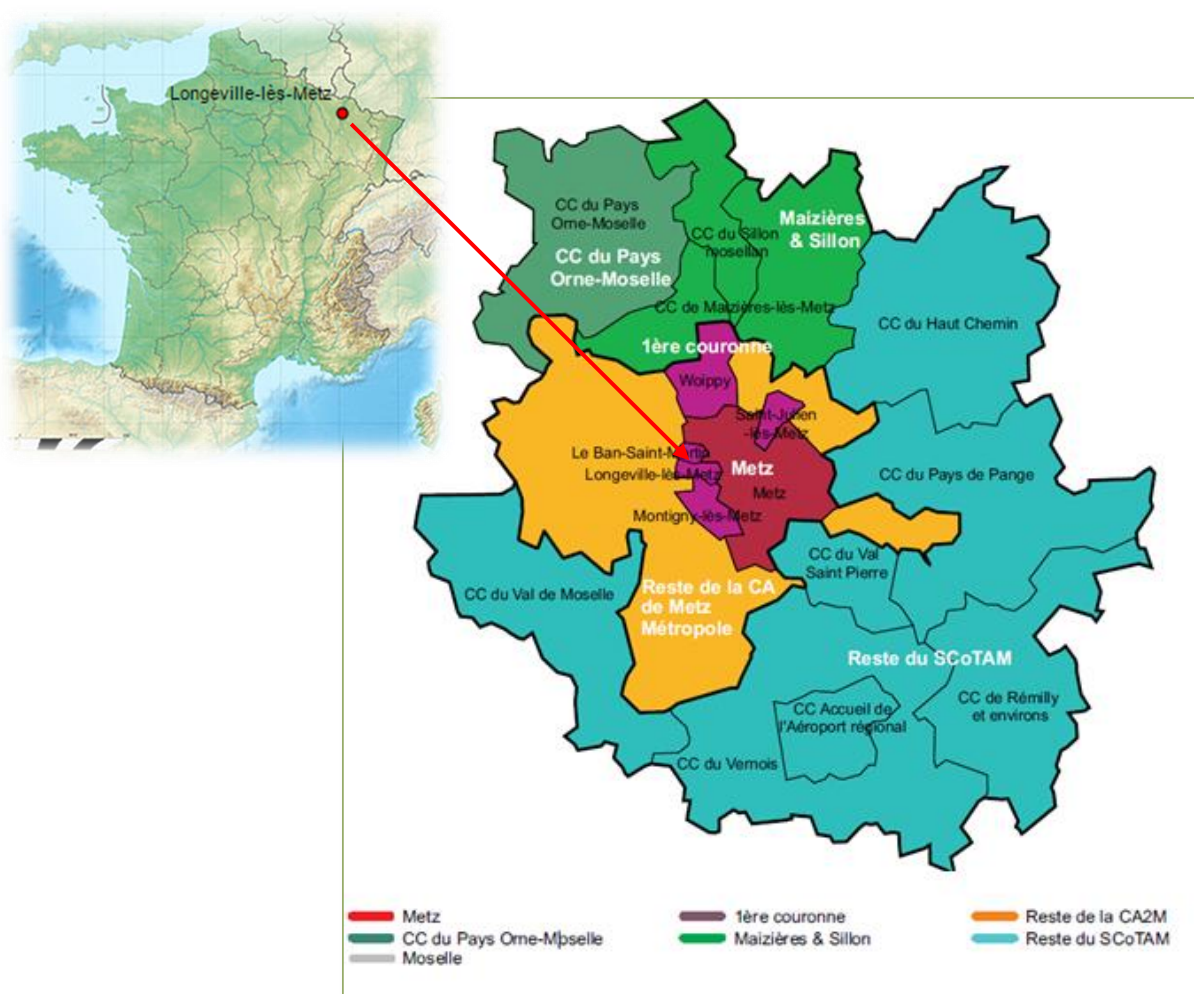 Longeville-lès-Metz
CC du Pays
Orne-Moselle
CC du Pays
Orne-Moselle
CC du Sillon
mosellan
Maizières
& Sillon
CC de Maizières-lès-Metz
CC du Haut Chemin
1ère couronne
Woippy
Saint-Julien
-lès-Metz
Le Ban-Saint-Martin
Longeville-lès-Metz
Metz
Metz
CC du Pays de Pange
Montigny-lès-Metz
CC du Val
Saint Pierre
CC du Val de Moselle
Reste de la CA
de Metz
Métropole
Reste du SCoTAM
CC Accueil de
l'Aéroport régional
CC de Rémilly
et environs
CC du Vernois
Metz
1ère couronne
Reste de la CA2M
CC du Pays Orne-Moselle
Maizières & Sillon
Reste du SCoTAM
Moselle